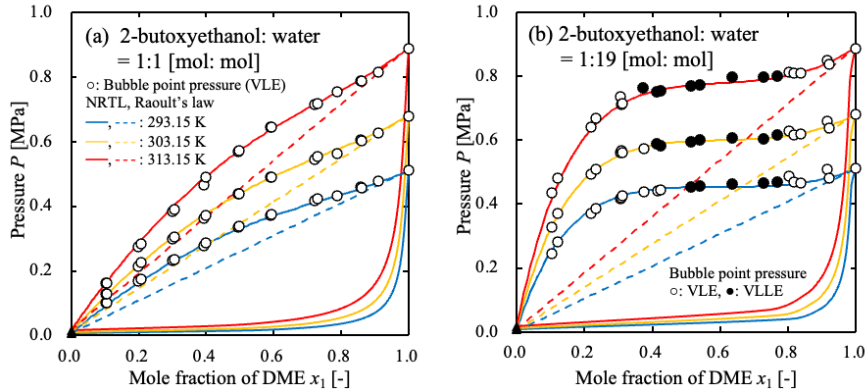 (a) 2-butoxyethanol: water
= 1:1 [mol: mol]
○: Bubble point pressure (VLE)
NRTL, Raoult's law
—, ---: 293.15 K
—, ---: 303.15 K
—, ---: 313.15 K
Pressure P [MPa]
1.0
0.8
0.6
0.4
0.2
0.0
0.0 0.2 0.4 0.6 0.8 1.0
Mole fraction of DME x₁ [-]
(b) 2-butoxyethanol: water
= 1:19 [mol: mol]
Bubble point pressure
○: VLE, ●: VLLE
Pressure P [MPa]
1.0
0.8
0.6
0.4
0.2
0.0
0.0 0.2 0.4 0.6 0.8 1.0
Mole fraction of DME x₁ [-]